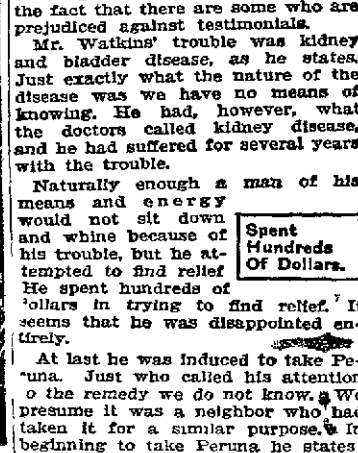 the fact that there are some who are
prejudiced against testimonials.
Mr. Watkins' trouble was kidney
and bladder disease, as he states.
Just exactly what the nature of the
disease was we have no means of
knowing. He had, however, what
the doctors called kidney disease,
and he had suffered for several years
with the trouble.
Naturally enough a man of his
means and energy
would not sit down
and whine because of
his trouble, but he at-
tempted to find relief
He spent hundreds of
Spent
Hundreds
Of Dollars.
'ollars in trying to find relief. It
seems that he was disappointed en-
tirely.
At last he was induced to take Pe-
runa. Just who called his attention
o the remedy we do not know. We
presume it was a neighbor who had
taken it for a similar purpose. In
beginning to take Peruna he states